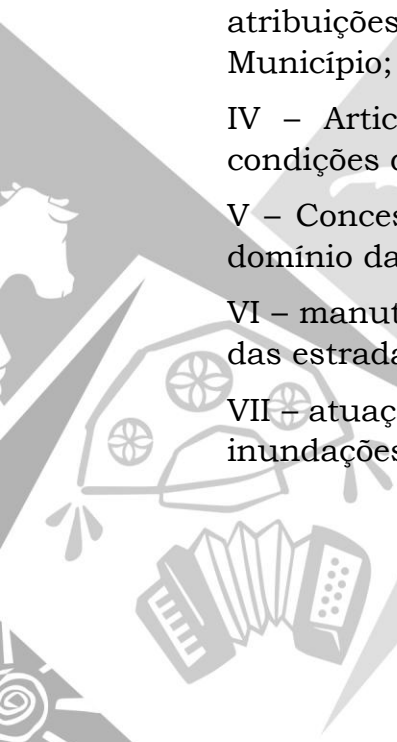 atribuições
Município;
IV – Artic
condições
V – Conces
domínio da
VI – manut
das estrada
VII – atuaç
inundações